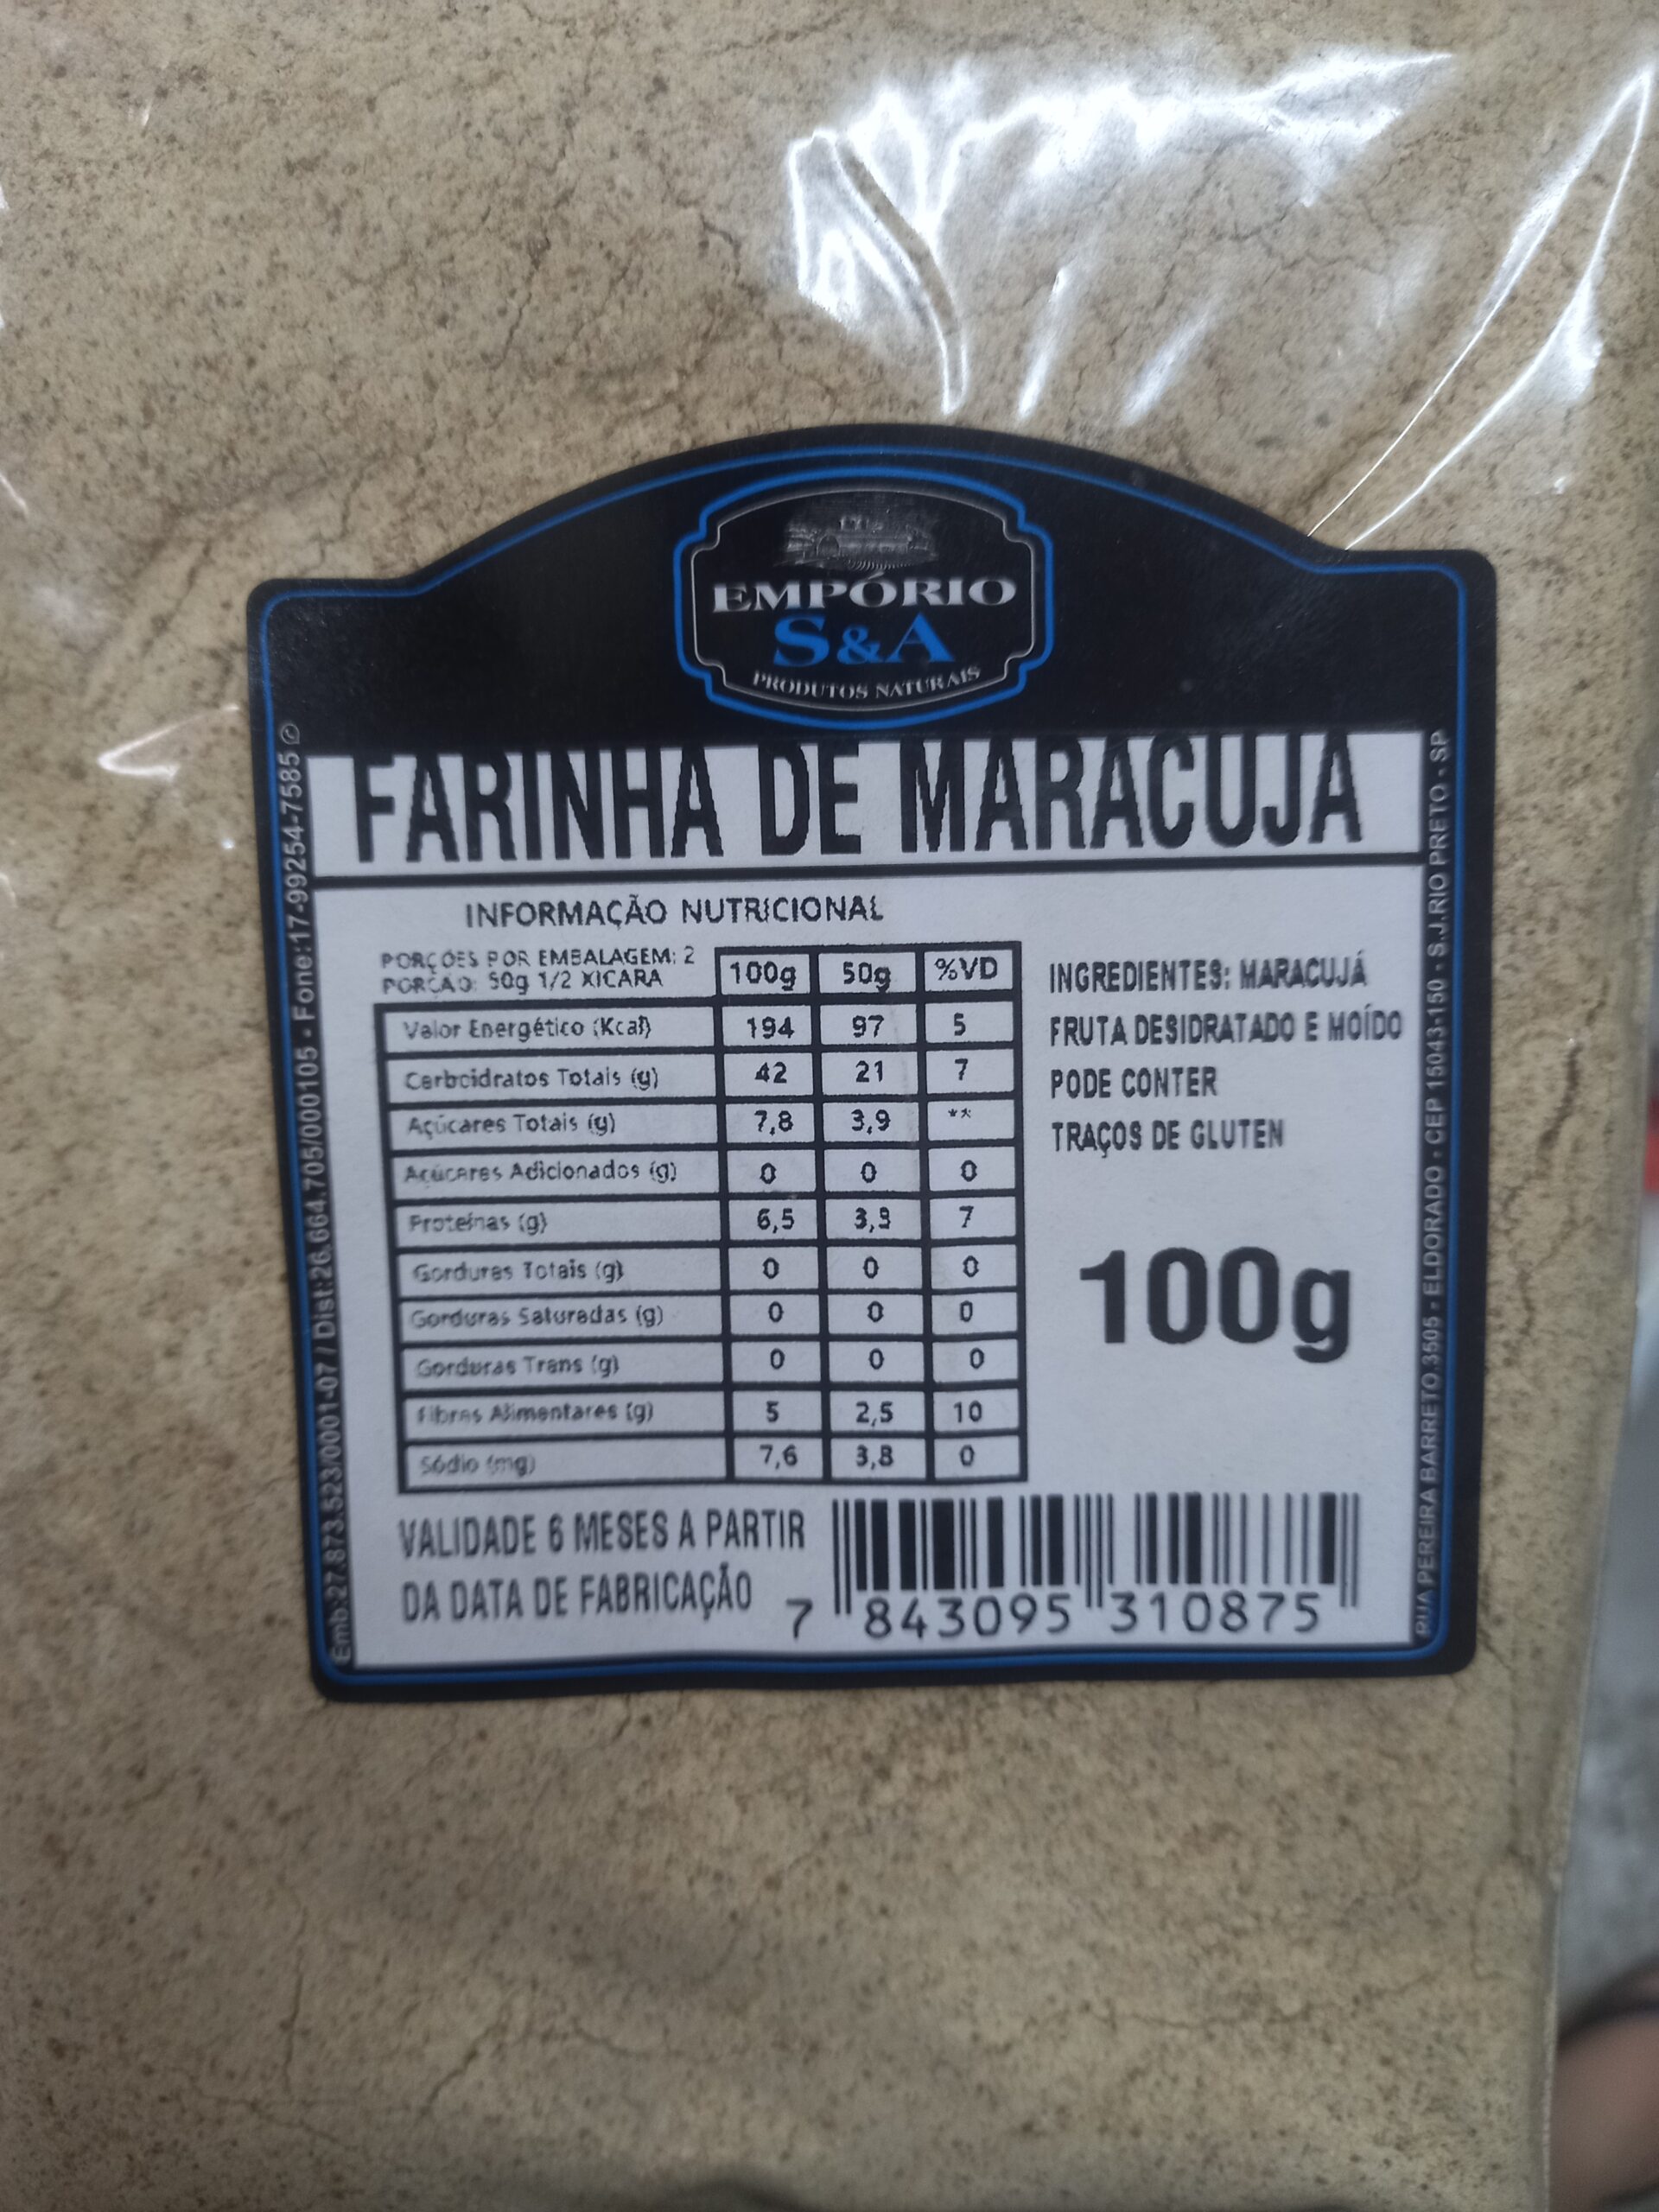 EMPÓRIO
S&A
PRODUTOS NATURAIS
FARINHA DE MARACUJA
INFORMAÇÃO NUTRICIONAL
PORÇÕES POR EMBALAGEM: 2
PORÇÃO: 50g 1/2 XICARA
100g 50g %VD
Valor Energético (Kcal) 194 97 5
Carboidratos Totais (g) 42 21 7
Açúcares Totais (g) 7,8 3,9 **
Açúcares Adicionados (g) 0 0 0
Proteínas (g) 6,5 7
Gorduras Totais (g) 0 0 0
Gorduras Saturadas (g) 0 0 0
Gorduras Trans (g) 0 0 0
Fibras Alimentares (g) 5 2,5 10
Sódio (mg) 7,6 3,8 0
INGREDIENTES: MARACUJÁ
FRUTA DESIDRATADO E MOÍDO
PODE CONTER
TRAÇOS DE GLUTEN
100g
VALIDADE 6 MESES A PARTIR
DA DATA DE FABRICAÇÃO
7 843095 310875
Emb:27.873.523/0001-07 / Dist:26.664.705/000105 - Fone:17-99254-7585 ©
RUA PEREIRA BARRETO 3505 - ELDORADO - CEP 15043-150 - S.J.RIO PRETO - SP